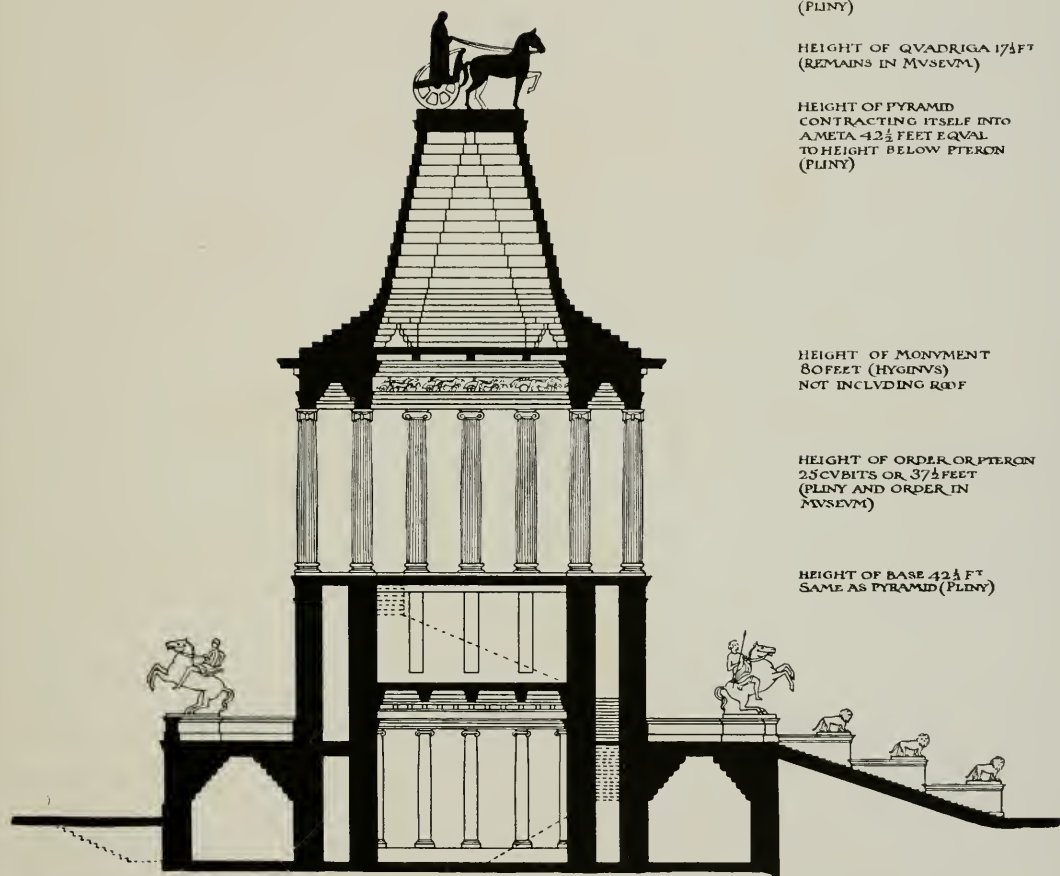 (PLINY)
HEIGHT OF QVADRIGA 17½ FT
(REMAINS IN MVSEVM)
HEIGHT OF PYRAMID
CONTRACTING ITSELF INTO
A META 42½ FEET EQVAL
TO HEIGHT BELOW PTERON
(PLINY)
HEIGHT OF MONVMENT
80 FEET (HYGINVS)
NOT INCLVDING ROOF
HEIGHT OF ORDER OR PTERON
25 CVBITS OR 37½ FEET
(PLINY AND ORDER IN
MVSEVM)
HEIGHT OF BASE 42½ FT
SAME AS PYRAMID (PLINY)